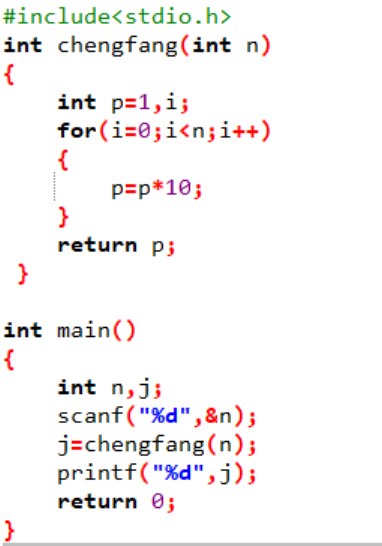 #include<stdio.h>
int chengfang(int n)
{
    int p=1,i;
    for(i=0;i<n;i++)
    {
        p=p*10;
    }
    return p;
 }

int main()
{
    int n,j;
    scanf("%d",&n);
    j=chengfang(n);
    printf("%d",j);
    return 0;
}